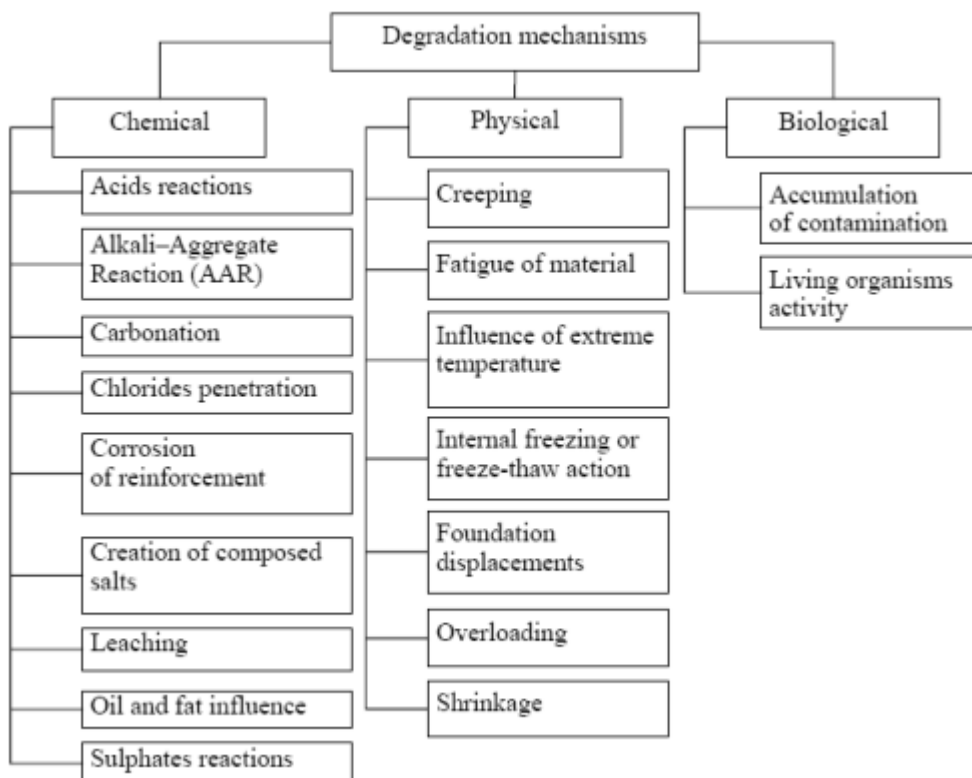 Degradation mechanisms
Chemical
Acids reactions
Alkali–Aggregate
Reaction (AAR)
Carbonation
Chlorides penetration
Corrosion
of reinforcement
Creation of composed
salts
Leaching
Oil and fat influence
Sulphates reactions
Physical
Creeping
Fatigue of material
Influence of extreme
temperature
Internal freezing or
freeze-thaw action
Foundation
displacements
Overloading
Shrinkage
Biological
Accumulation
of contamination
Living organisms
activity